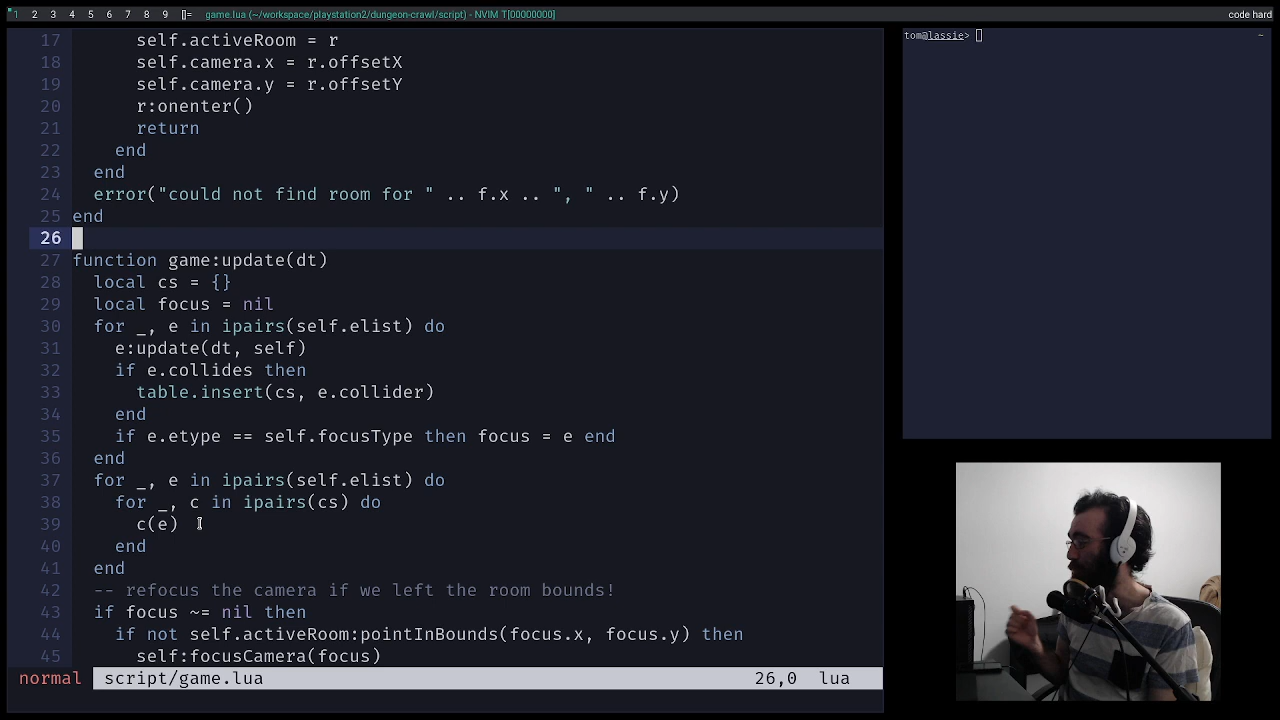 1 2 3 4 5 6 7 8 9 []= game.lua (~/workspace/playstation2/dungeon-crawl/script) - NVIM T[00000000] code hard
17 self.activeRoom = r
18 self.camera.x = r.offsetX
19 self.camera.y = r.offsetY
20 r:onenter()
21 return
22 end
23 end
24 error("could not find room for " .. f.x .. ", " .. f.y)
25 end
26
27 function game:update(dt)
28 local cs = {}
29 local focus = nil
30 for _, e in ipairs(self.elist) do
31 e:update(dt, self)
32 if e.collides then
33 table.insert(cs, e.collider)
34 end
35 if e.etype == self.focusType then focus = e end
36 end
37 for _, e in ipairs(self.elist) do
38 for _, c in ipairs(cs) do
39 c(e)
40 end
41 end
42 -- refocus the camera if we left the room bounds!
43 if focus ~= nil then
44 if not self.activeRoom:pointInBounds(focus.x, focus.y) then
45 self:focusCamera(focus)
normal script/game.lua 26,0 lua
tom@lassie> ~